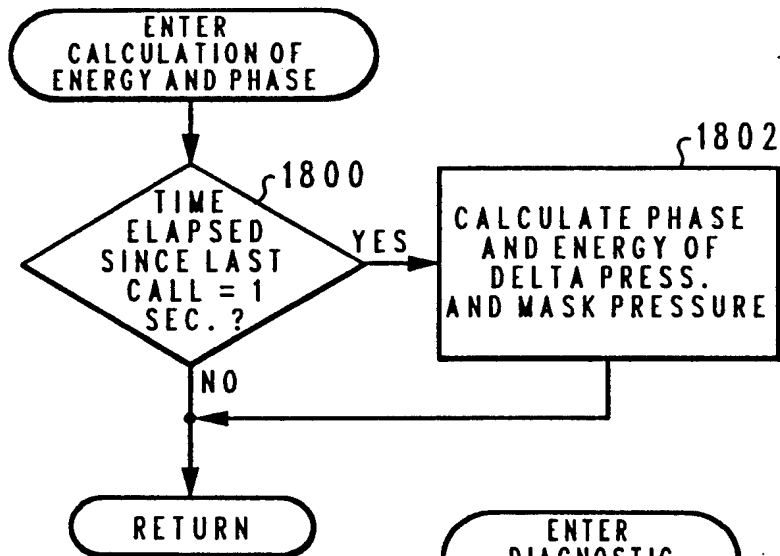 ENTER
CALCULATION OF
ENERGY AND PHASE
1800
TIME
ELAPSED
SINCE LAST
CALL = 1
SEC. ?
YES
NO
1802
CALCULATE PHASE
AND ENERGY OF
DELTA PRESS.
AND MASK PRESSURE
RETURN
ENTER
DIAGNOSTIC